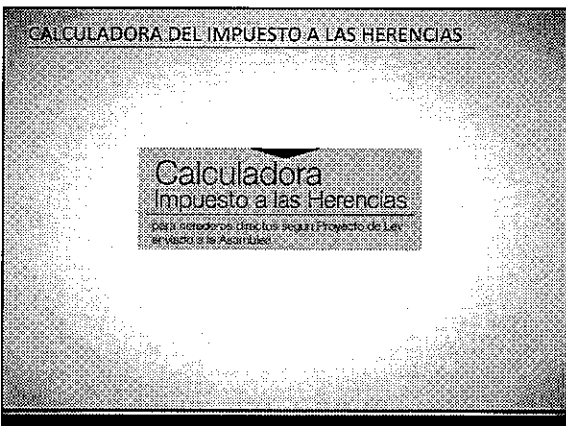 CALCULADORA DEL IMPUESTO A LAS HERENCIAS
Calculadora
Impuesto a las Herencias
para herederos directos según Proyecto de Ley
enviado a la Asamblea